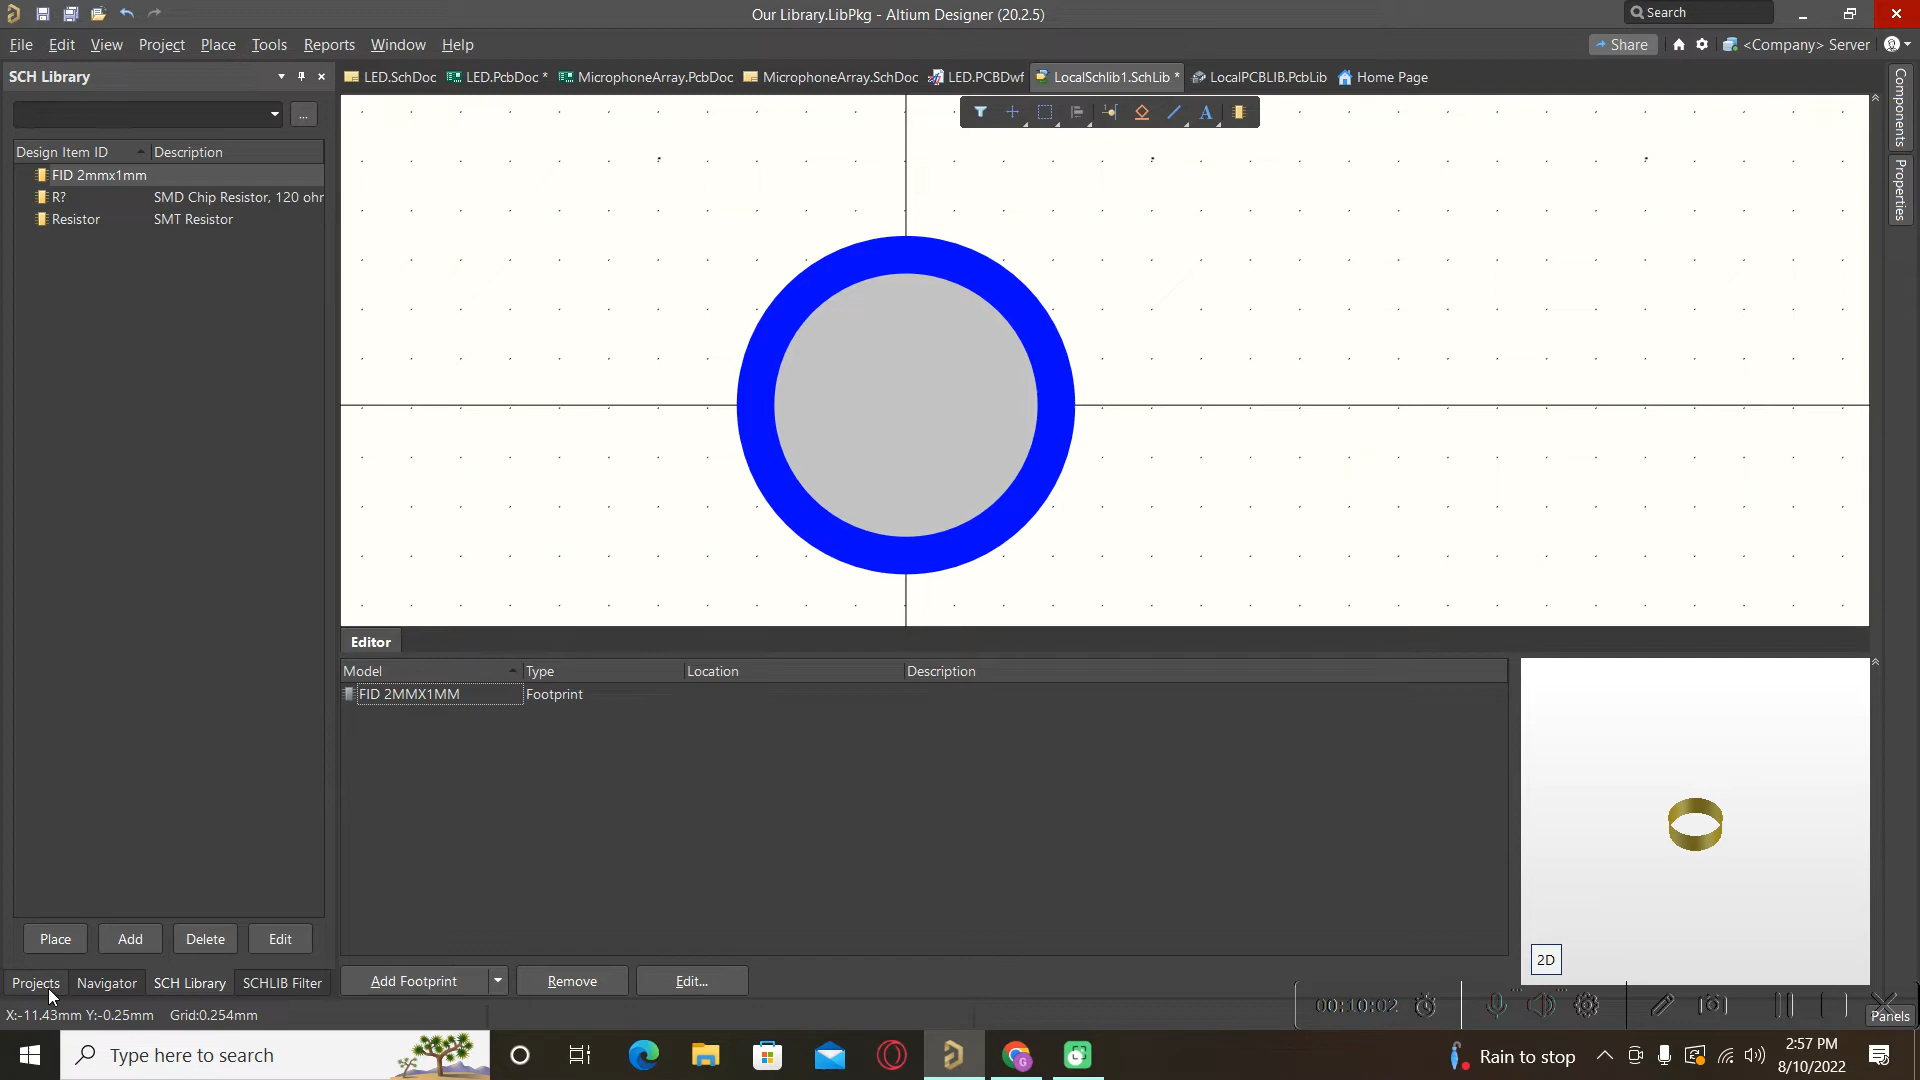 Our Library.LibPkg - Altium Designer (20.2.5)
Search
File Edit View Project Place Tools Reports Window Help
Share
<Company> Server
SCH Library
LED.SchDoc
LED.PcbDoc *
MicrophoneArray.PcbDoc
MicrophoneArray.SchDoc
LED.PCBDwf
LocalSchlib1.SchLib *
LocalPCBLIB.PcbLib
Home Page
...
A
Design Item ID Description
FID 2mmx1mm
R? SMD Chip Resistor, 120 ohr
Resistor SMT Resistor
Components
Properties
Editor
Model Type Location Description
FID 2MMX1MM Footprint
2D
Place Add Delete Edit
Projects Navigator SCH Library SCHLIB Filter
Add Footprint Remove Edit...
00:10:02
X:-11.43mm Y:-0.25mm Grid:0.254mm
Panels
Type here to search
G
Rain to stop
2:57 PM
8/10/2022